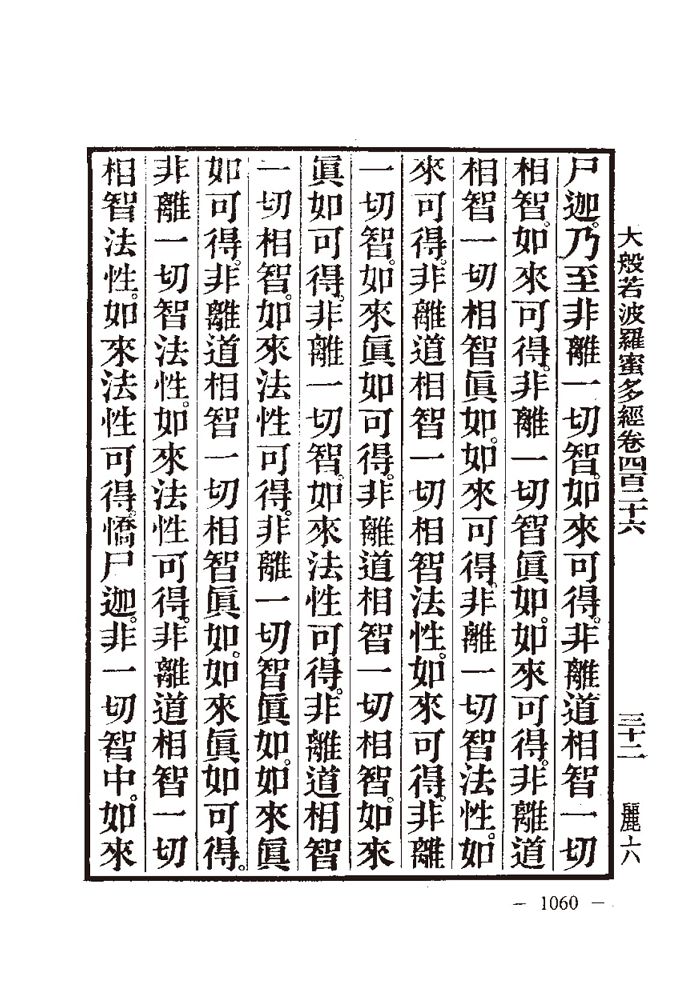 大般若波羅蜜多經卷四百二十六 三十二 麗六
尸迦。乃至非離一切智。如來可得。非離道相智一切
相智。如來可得。非離一切智眞如。如來可得。非離道
相智一切相智眞如。如來可得。非離一切智法性。如
來可得。非離道相智一切相智法性。如來可得。非離
一切智。如來眞如可得。非離道相智一切相智。如來
眞如可得。非離一切智。如來法性可得。非離道相智
一切相智。如來法性可得。非離一切智眞如。如來眞
如可得。非離道相智一切相智眞如。如來眞如可得。
非離一切智法性。如來法性可得。非離道相智一切
相智法性。如來法性可得。憍尸迦。非一切智中。如來
— 1060 —